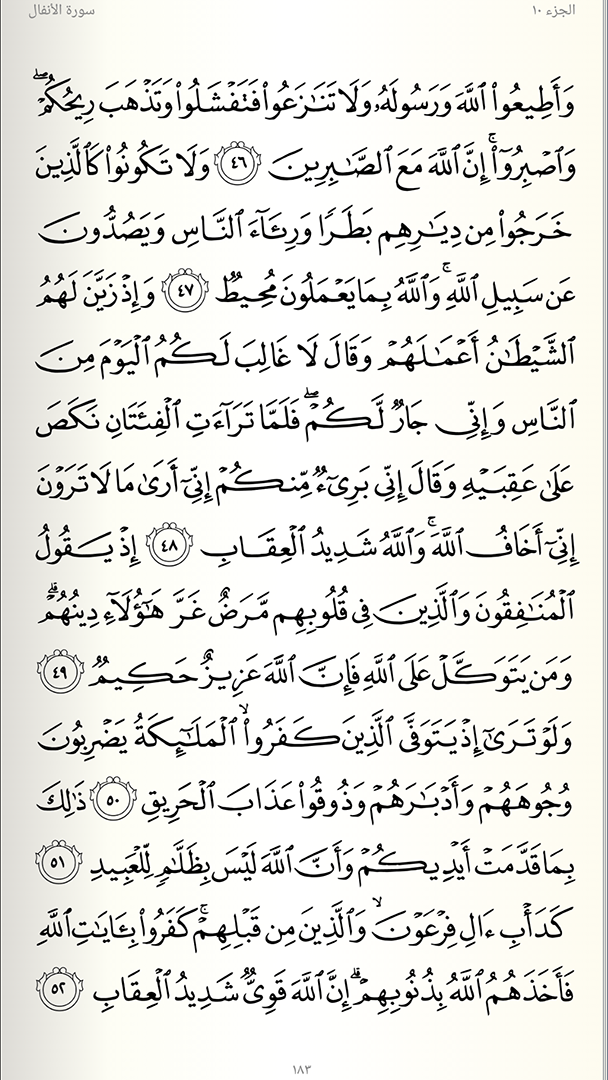 الجزء ١٠
سورة الأنفال
وَأَطِيعُوا۟ ٱللَّهَ وَرَسُولَهُۥ وَلَا تَنَـٰزَعُوا۟ فَتَفْشَلُوا۟ وَتَذْهَبَ رِيحُكُمْ ۖ
وَٱصْبِرُوٓا۟ ۚ إِنَّ ٱللَّهَ مَعَ ٱلصَّـٰبِرِينَ ٤٦ وَلَا تَكُونُوا۟ كَٱلَّذِينَ
خَرَجُوا۟ مِن دِيَـٰرِهِم بَطَرًا وَرِئَآءَ ٱلنَّاسِ وَيَصُدُّونَ
عَن سَبِيلِ ٱللَّهِ ۚ وَٱللَّهُ بِمَا يَعْمَلُونَ مُحِيطٌ ٤٧ وَإِذْ زَيَّنَ لَهُمُ
ٱلشَّيْطَـٰنُ أَعْمَـٰلَهُمْ وَقَالَ لَا غَالِبَ لَكُمُ ٱلْيَوْمَ مِنَ
ٱلنَّاسِ وَإِنِّى جَارٌ لَّكُمْ ۖ فَلَمَّا تَرَآءَتِ ٱلْفِئَتَانِ نَكَصَ
عَلَىٰ عَقِبَيْهِ وَقَالَ إِنِّى بَرِىٓءٌ مِّنكُمْ إِنِّىٓ أَرَىٰ مَا لَا تَرَوْنَ
إِنِّىٓ أَخَافُ ٱللَّهَ ۚ وَٱللَّهُ شَدِيدُ ٱلْعِقَابِ ٤٨ إِذْ يَقُولُ
ٱلْمُنَـٰفِقُونَ وَٱلَّذِينَ فِى قُلُوبِهِم مَّرَضٌ غَرَّ هَـٰٓؤُلَآءِ دِينُهُمْ ۗ
وَمَن يَتَوَكَّلْ عَلَى ٱللَّهِ فَإِنَّ ٱللَّهَ عَزِيزٌ حَكِيمٌ ٤٩
وَلَوْ تَرَىٰٓ إِذْ يَتَوَفَّى ٱلَّذِينَ كَفَرُوا۟ ۙ ٱلْمَلَـٰٓئِكَةُ يَضْرِبُونَ
وُجُوهَهُمْ وَأَدْبَـٰرَهُمْ وَذُوقُوا۟ عَذَابَ ٱلْحَرِيقِ ٥٠ ذَٰلِكَ
بِمَا قَدَّمَتْ أَيْدِيكُمْ وَأَنَّ ٱللَّهَ لَيْسَ بِظَلَّـٰمٍ لِّلْعَبِيدِ ٥١
كَدَأْبِ ءَالِ فِرْعَوْنَ ۙ وَٱلَّذِينَ مِن قَبْلِهِمْ ۚ كَفَرُوا۟ بِـَٔايَـٰتِ ٱللَّهِ
فَأَخَذَهُمُ ٱللَّهُ بِذُنُوبِهِمْ ۗ إِنَّ ٱللَّهَ قَوِىٌّ شَدِيدُ ٱلْعِقَابِ ٥٢
١٨٣